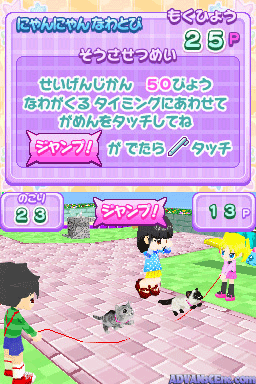 にゃんにゃんなわとび
もくひょう
25P
そうさせつめい
せいげんじかん 50びょう
なわがくる タイミングにあわせて
がめんをタッチしてね
ジャンプ! が でたら タッチ
のこり
23
ジャンプ!
13P
ADVANsCEne.com